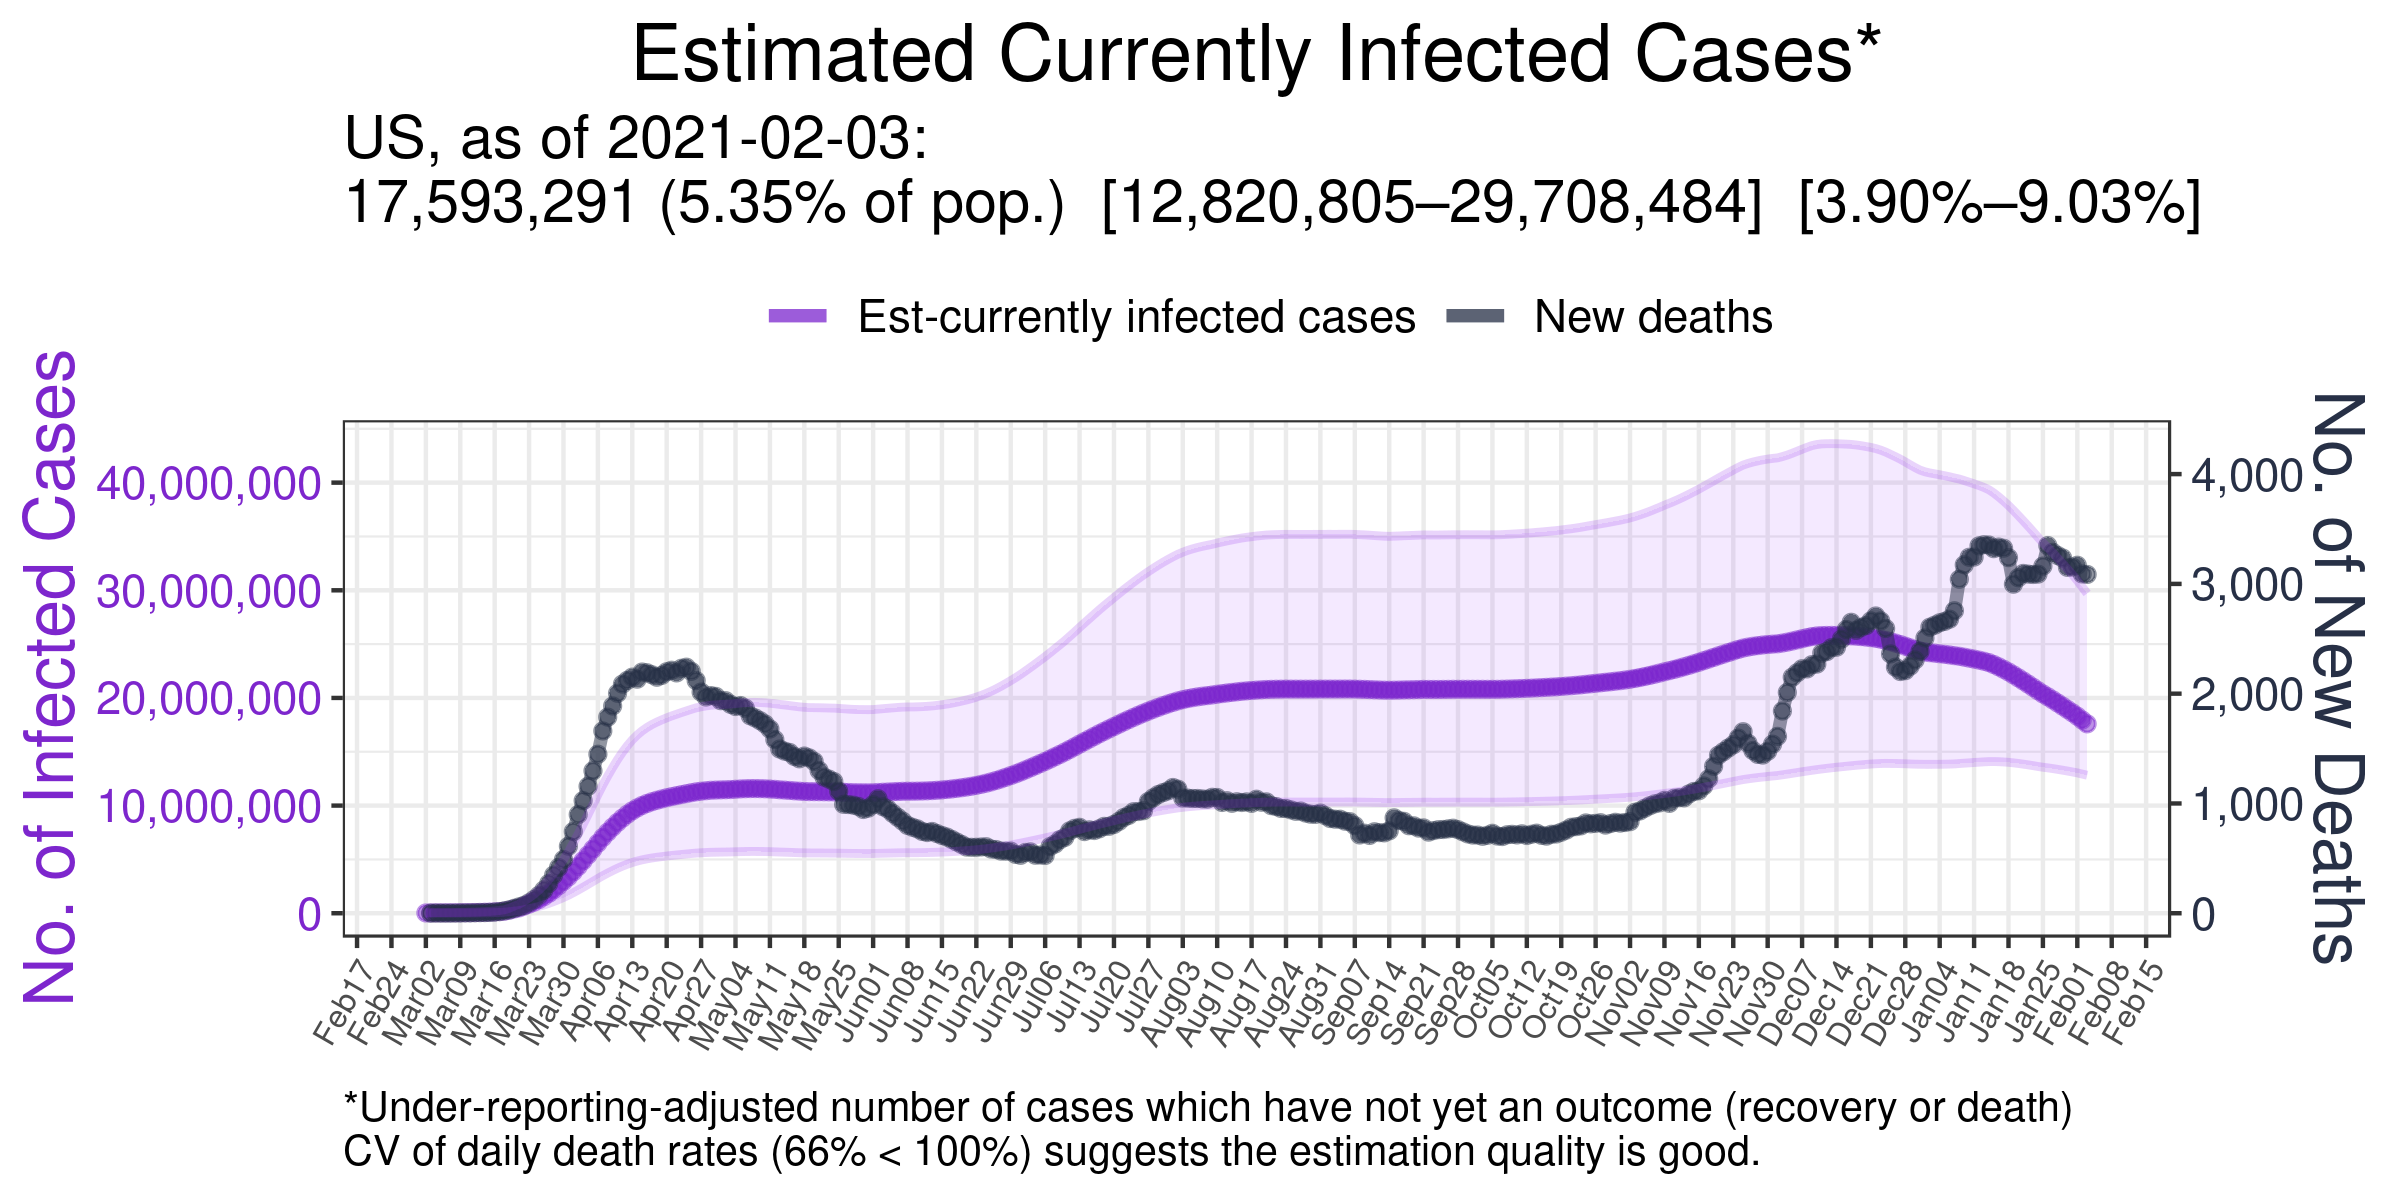 Estimated Currently Infected Cases*
US, as of 2021-02-03:
17,593,291 (5.35% of pop.) [12,820,805–29,708,484] [3.90%–9.03%]
Est-currently infected cases New deaths
No. of Infected Cases
40,000,000
30,000,000
20,000,000
10,000,000
0
4,000
3,000
2,000
1,000
0
No. of New Deaths
Feb17 Feb24 Mar02 Mar09 Mar16 Mar23 Mar30 Apr06 Apr13 Apr20 Apr27 May04 May11 May18 May25 Jun01 Jun08 Jun15 Jun22 Jun29 Jul06 Jul13 Jul20 Jul27 Aug03 Aug10 Aug17 Aug24 Aug31 Sep07 Sep14 Sep21 Sep28 Oct05 Oct12 Oct19 Oct26 Nov02 Nov09 Nov16 Nov23 Nov30 Dec07 Dec14 Dec21 Dec28 Jan04 Jan11 Jan18 Jan25 Feb01 Feb08 Feb15
*Under-reporting-adjusted number of cases which have not yet an outcome (recovery or death)
CV of daily death rates (66% < 100%) suggests the estimation quality is good.